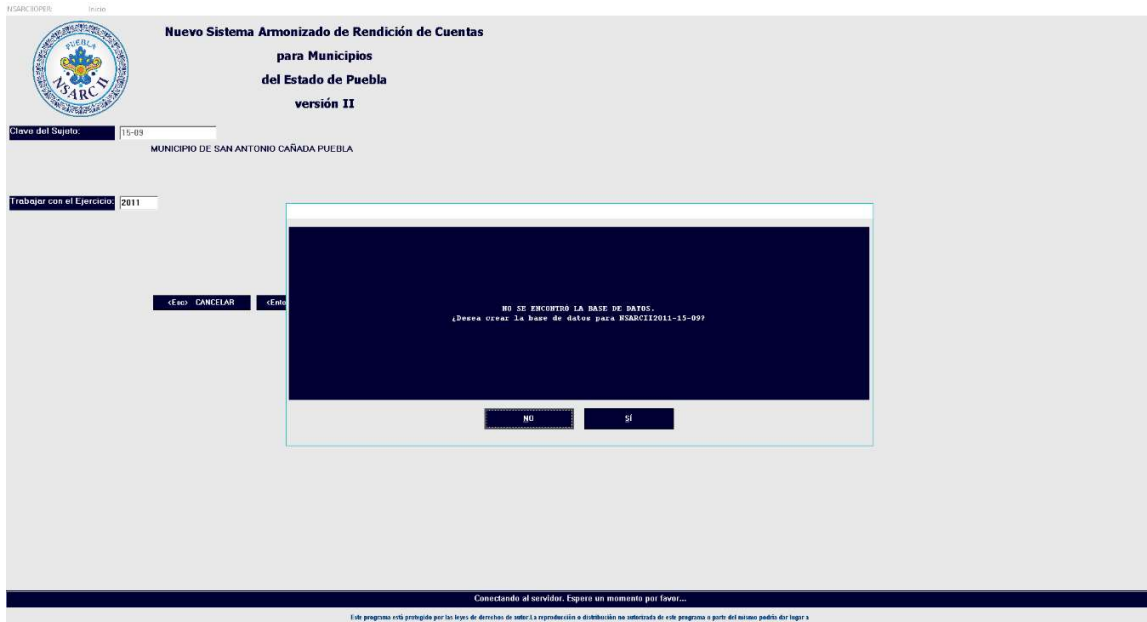 NSARCIIOPER: Inicio
Nuevo Sistema Armonizado de Rendición de Cuentas
para Municipios
del Estado de Puebla
versión II
PUEBLA
NSARC II
Clave del Sujeto: 15-09
MUNICIPIO DE SAN ANTONIO CAÑADA PUEBLA
Trabajar con el Ejercicio: 2011
<Esc> CANCELAR <Ente
NO SE ENCONTRÓ LA BASE DE DATOS.
¿Desea crear la base de datos para NSARCII2011-15-09?
NO SÍ
Conectando al servidor. Espere un momento por favor...
Este programa está protegido por las leyes de derechos de autor.La reproducción o distribución no autorizada de este programa o parte del mismo podría dar lugar a